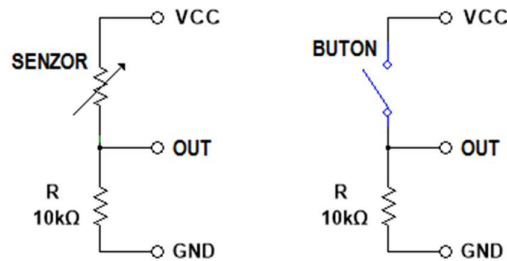 VCC
SENZOR
OUT
R
10kΩ
GND
VCC
BUTON
OUT
R
10kΩ
GND